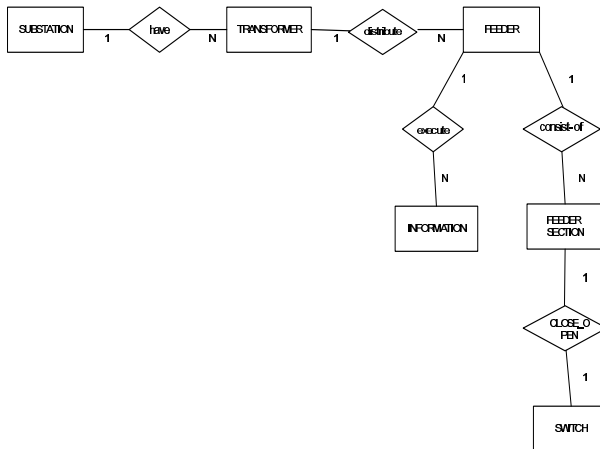 SUBSTATION
1
have
N
TRANSFORMER
1
distribute
N
FEEDER
1
1
execute
consist-of
N
N
INFORMATION
FEEDER
SECTION
1
CLOSE_O
PEN
1
SWITCH